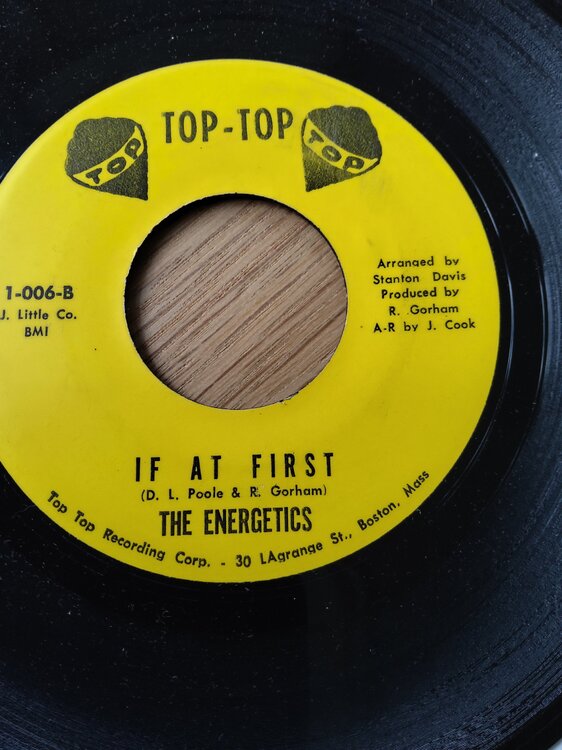 TOP-TOP
TOP
TOP
Arranged by
Stanton Davis
Produced by
R. Gorham
A-R by J. Cook
1-006-B
J. Little Co.
BMI
IF AT FIRST
(D. L. Poole & R. Gorham)
THE ENERGETICS
Top Top Recording Corp. - 30 LAgrange St., Boston, Mass